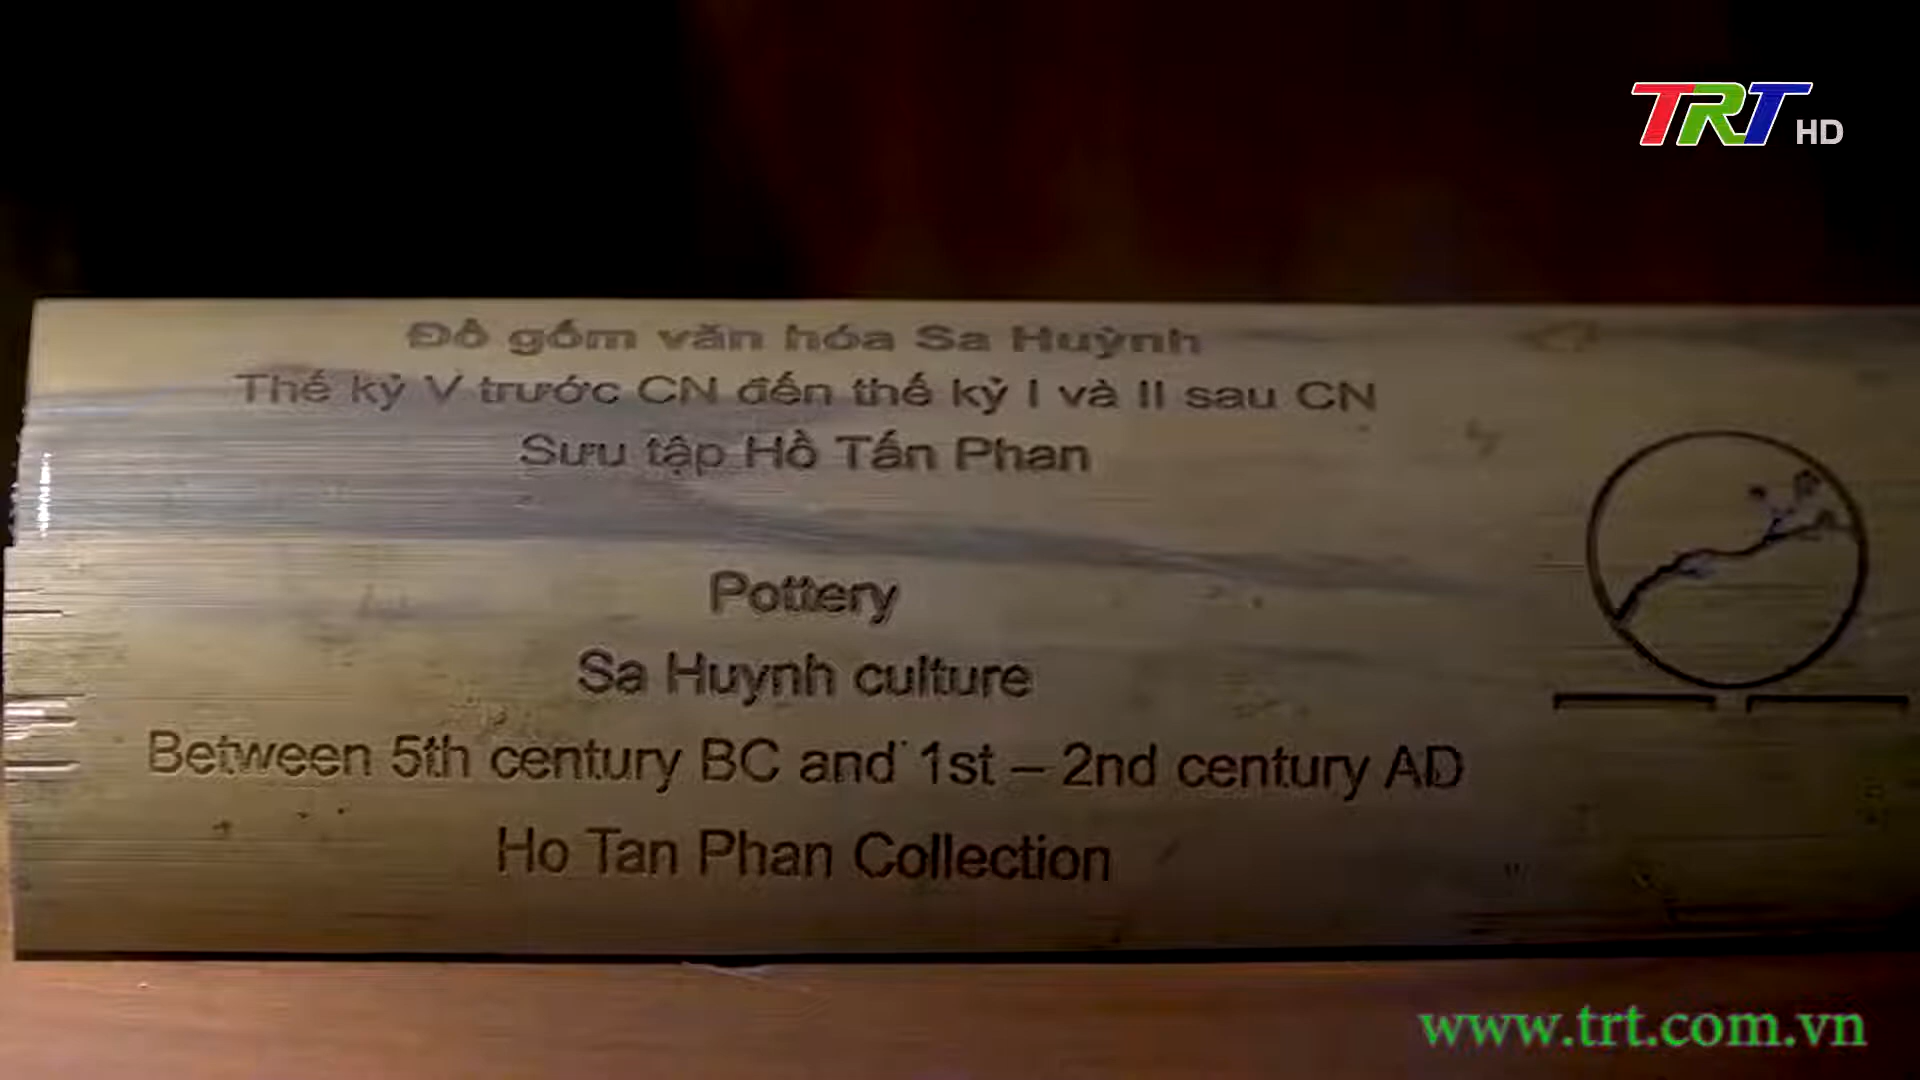 TRT HD
Đồ gốm văn hóa Sa Huỳnh
Thế kỷ V trước CN đến thế kỷ I và II sau CN
Sưu tập Hồ Tấn Phan
Pottery
Sa Huynh culture
Between 5th century BC and 1st – 2nd century AD
Ho Tan Phan Collection
www.trt.com.vn